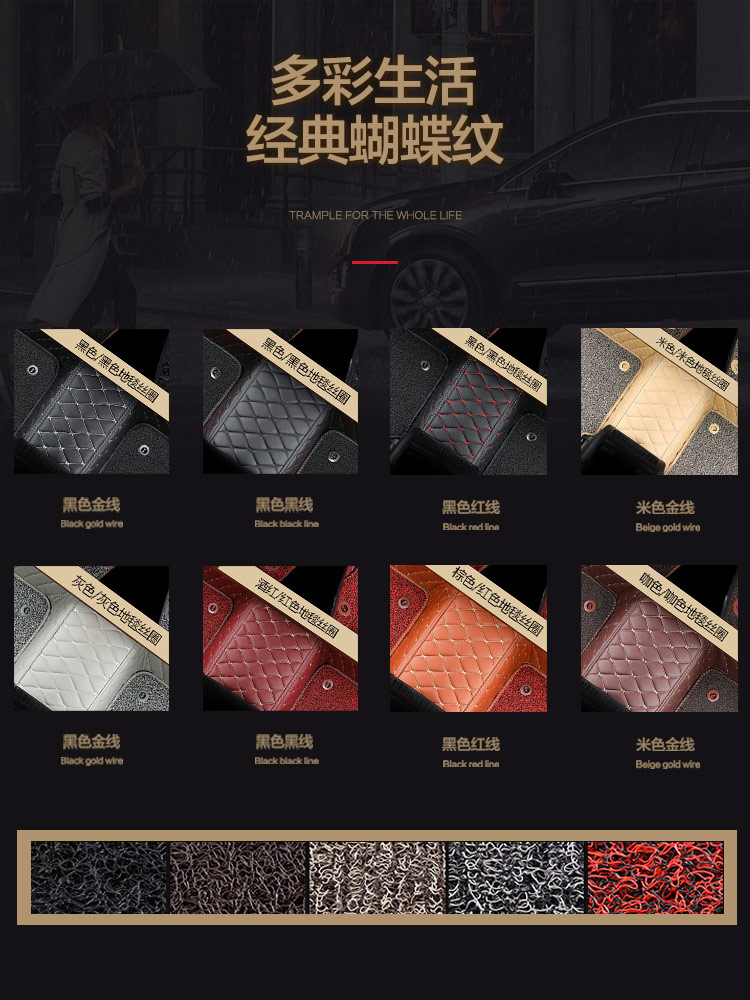 多彩生活
经典蝴蝶纹
TRAMPLE FOR THE WHOLE LIFE
黑色/黑色地毯丝圈
黑色/黑色地毯丝圈
黑色/黑色地毯丝圈
米色/米色地毯丝圈
黑色金线
黑色黑线
黑色红线
米色金线
Black gold wire
Black black line
Black red line
Beige gold wire
灰色/灰色地毯丝圈
酒红/红色地毯丝圈
棕色/红色地毯丝圈
咖色/咖色地毯丝圈
黑色金线
黑色黑线
黑色红线
米色金线
Black gold wire
Black black line
Black red line
Beige gold wire